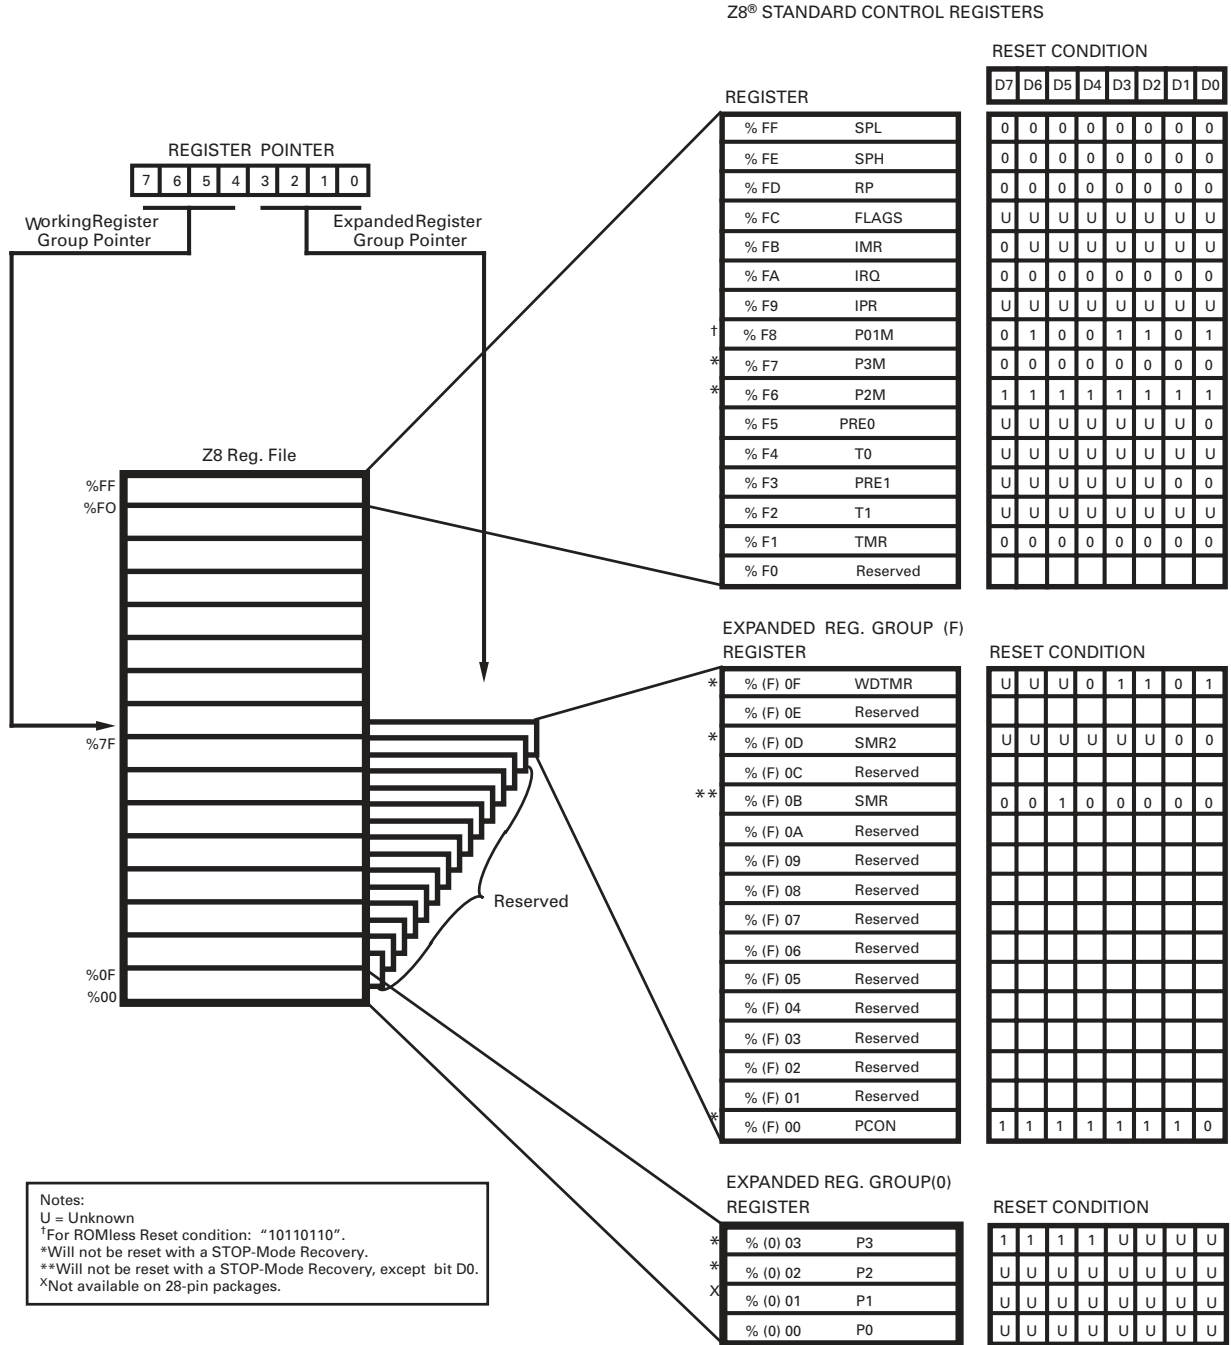 Z8® STANDARD CONTROL REGISTERS
RESET CONDITION
D7 D6 D5 D4 D3 D2 D1 D0
REGISTER
% FF SPL 0 0 0 0 0 0 0 0
% FE SPH 0 0 0 0 0 0 0 0
% FD RP 0 0 0 0 0 0 0 0
% FC FLAGS U U U U U U U U
% FB IMR 0 U U U U U U U
% FA IRQ 0 0 0 0 0 0 0 0
% F9 IPR U U U U U U U U
† % F8 P01M 0 1 0 0 1 1 0 1
* % F7 P3M 0 0 0 0 0 0 0 0
* % F6 P2M 1 1 1 1 1 1 1 1
% F5 PRE0 U U U U U U U 0
% F4 T0 U U U U U U U U
% F3 PRE1 U U U U U U 0 0
% F2 T1 U U U U U U U U
% F1 TMR 0 0 0 0 0 0 0 0
% F0 Reserved
REGISTER POINTER
7 6 5 4 3 2 1 0
WorkingRegister
Group Pointer
ExpandedRegister
Group Pointer
Z8 Reg. File
%FF
%FO
%7F
%0F
%00
Reserved
EXPANDED REG. GROUP (F)
REGISTER RESET CONDITION
* % (F) 0F WDTMR U U U 0 1 1 0 1
% (F) 0E Reserved
* % (F) 0D SMR2 U U U U U U 0 0
% (F) 0C Reserved
** % (F) 0B SMR 0 0 1 0 0 0 0 0
% (F) 0A Reserved
% (F) 09 Reserved
% (F) 08 Reserved
% (F) 07 Reserved
% (F) 06 Reserved
% (F) 05 Reserved
% (F) 04 Reserved
% (F) 03 Reserved
% (F) 02 Reserved
% (F) 01 Reserved
* % (F) 00 PCON 1 1 1 1 1 1 1 0
EXPANDED REG. GROUP(0)
REGISTER RESET CONDITION
* % (0) 03 P3 1 1 1 1 U U U U
* % (0) 02 P2 U U U U U U U U
X % (0) 01 P1 U U U U U U U U
% (0) 00 P0 U U U U U U U U
Notes:
U = Unknown
†For ROMless Reset condition: “10110110”.
*Will not be reset with a STOP-Mode Recovery.
**Will not be reset with a STOP-Mode Recovery, except bit D0.
XNot available on 28-pin packages.